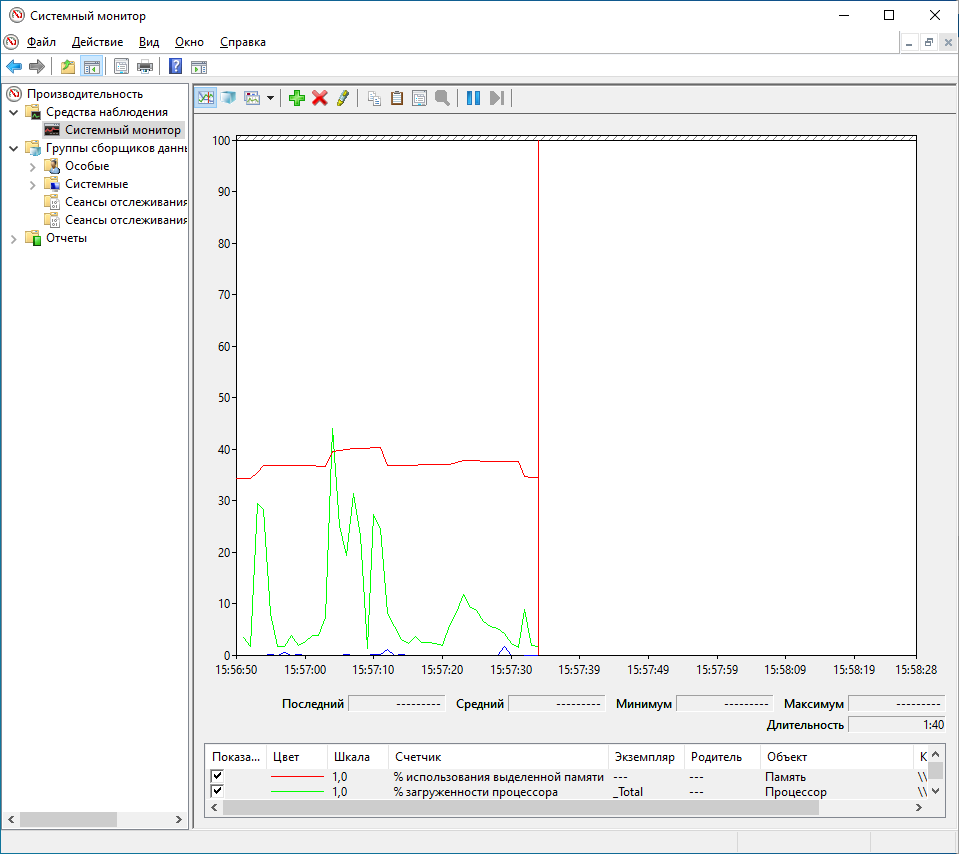 Системный монитор
Файл Действие Вид Окно Справка
Производительность
Средства наблюдения
Системный монитор
Группы сборщиков данн
Особые
Системные
Сеансы отслеживания
Сеансы отслеживания
Отчеты
100
90
80
70
60
50
40
30
20
10
0
15:56:50 15:57:00 15:57:10 15:57:20 15:57:30 15:57:39 15:57:49 15:57:59 15:58:09 15:58:19 15:58:28
Последний --------- Средний --------- Минимум --------- Максимум ---------
Длительность 1:40
Показа... Цвет Шкала Счетчик Экземпляр Родитель Объект К
1,0 % использования выделенной памяти --- --- Память \\
1,0 % загруженности процессора _Total --- Процессор \\